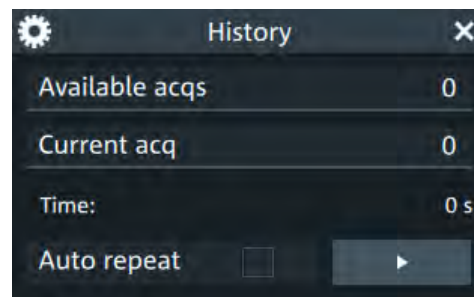 History
Available acqs 0
Current acq 0
Time: 0 s
Auto repeat